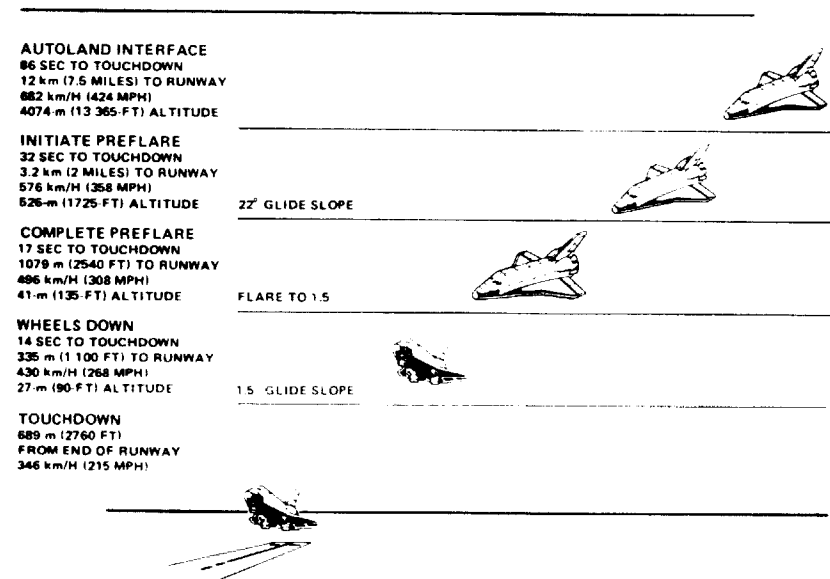 AUTOLAND INTERFACE
86 SEC TO TOUCHDOWN
12 km (7.5 MILES) TO RUNWAY
682 km/H (424 MPH)
4074-m (13 365-FT) ALTITUDE
INITIATE PREFLARE
32 SEC TO TOUCHDOWN
3.2 km (2 MILES) TO RUNWAY
576 km/H (358 MPH)
526-m (1725-FT) ALTITUDE
22° GLIDE SLOPE
COMPLETE PREFLARE
17 SEC TO TOUCHDOWN
1079 m (2540 FT) TO RUNWAY
496 km/H (308 MPH)
41-m (135-FT) ALTITUDE
FLARE TO 1.5
WHEELS DOWN
14 SEC TO TOUCHDOWN
335 m (1 100 FT) TO RUNWAY
430 km/H (268 MPH)
27-m (90-FT) ALTITUDE
1.5 GLIDE SLOPE
TOUCHDOWN
689 m (2760 FT)
FROM END OF RUNWAY
346 km/H (215 MPH)